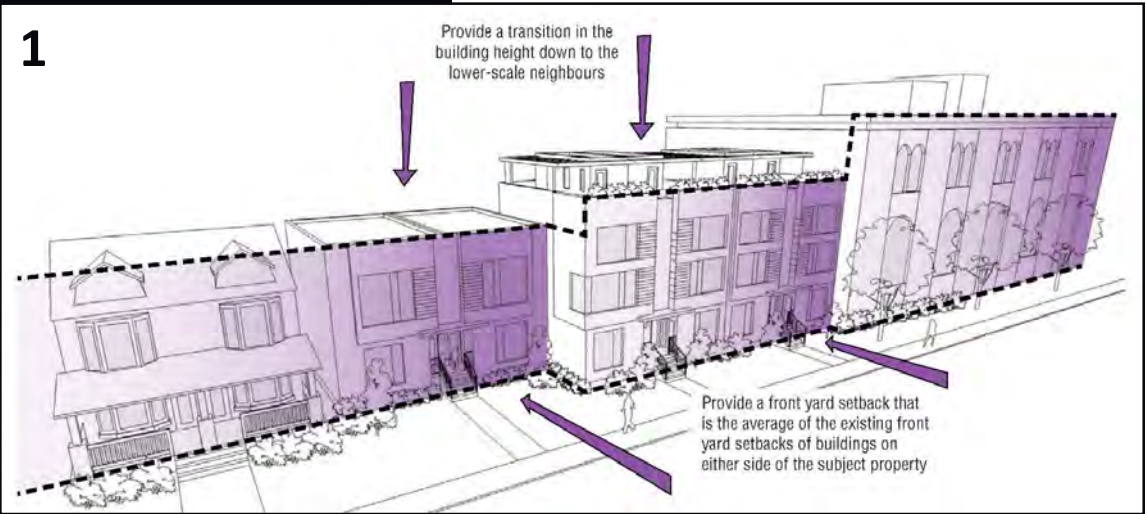 1
Provide a transition in the
building height down to the
lower-scale neighbours
Provide a front yard setback that
is the average of the existing front
yard setbacks of buildings on
either side of the subject property